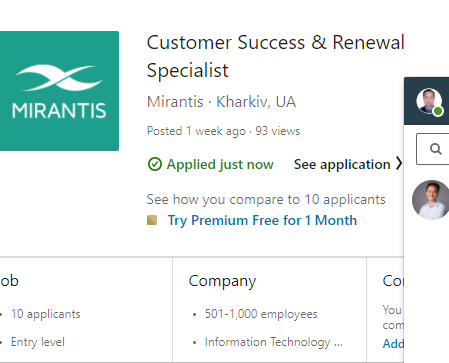 MIRANTIS
Customer Success & Renewal
Specialist
Mirantis · Kharkiv, UA
Posted 1 week ago · 93 views
Applied just now See application
See how you compare to 10 applicants
Try Premium Free for 1 Month
• 10 applicants
• Entry level
Company
• 501-1,000 employees
• Information Technology ...
You
Add